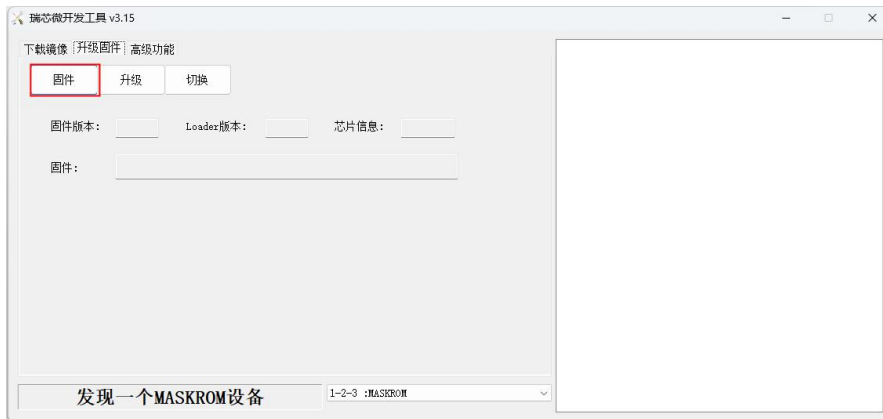 瑞芯微开发工具 v3.15
下载镜像 升级固件 高级功能
固件 升级 切换
固件版本: Loader版本: 芯片信息:
固件:
发现一个MASKROM设备 1-2-3 :MASKROM